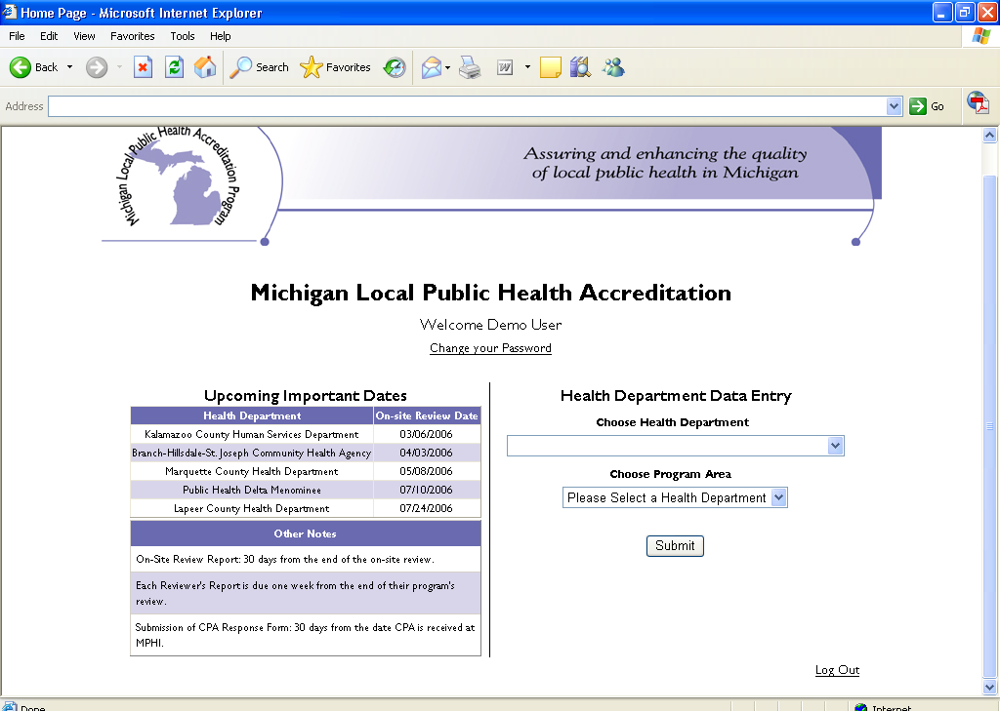 Home Page - Microsoft Internet Explorer
File Edit View Favorites Tools Help
Back Search Favorites
Address Go
Michigan Local Public Health Accreditation Program
Assuring and enhancing the quality
of local public health in Michigan
Michigan Local Public Health Accreditation
Welcome Demo User
Change your Password
Upcoming Important Dates
Health Department On-site Review Date
Kalamazoo County Human Services Department 03/06/2006
Branch-Hillsdale-St. Joseph Community Health Agency 04/03/2006
Marquette County Health Department 05/08/2006
Public Health Delta Menominee 07/10/2006
Lapeer County Health Department 07/24/2006
Other Notes
On-Site Review Report: 30 days from the end of the on-site review.
Each Reviewer's Report is due one week from the end of their program's
review.
Submission of CPA Response Form: 30 days from the date CPA is received at
MPHI.
Health Department Data Entry
Choose Health Department
Choose Program Area
Please Select a Health Department
Submit
Log Out
Done Internet